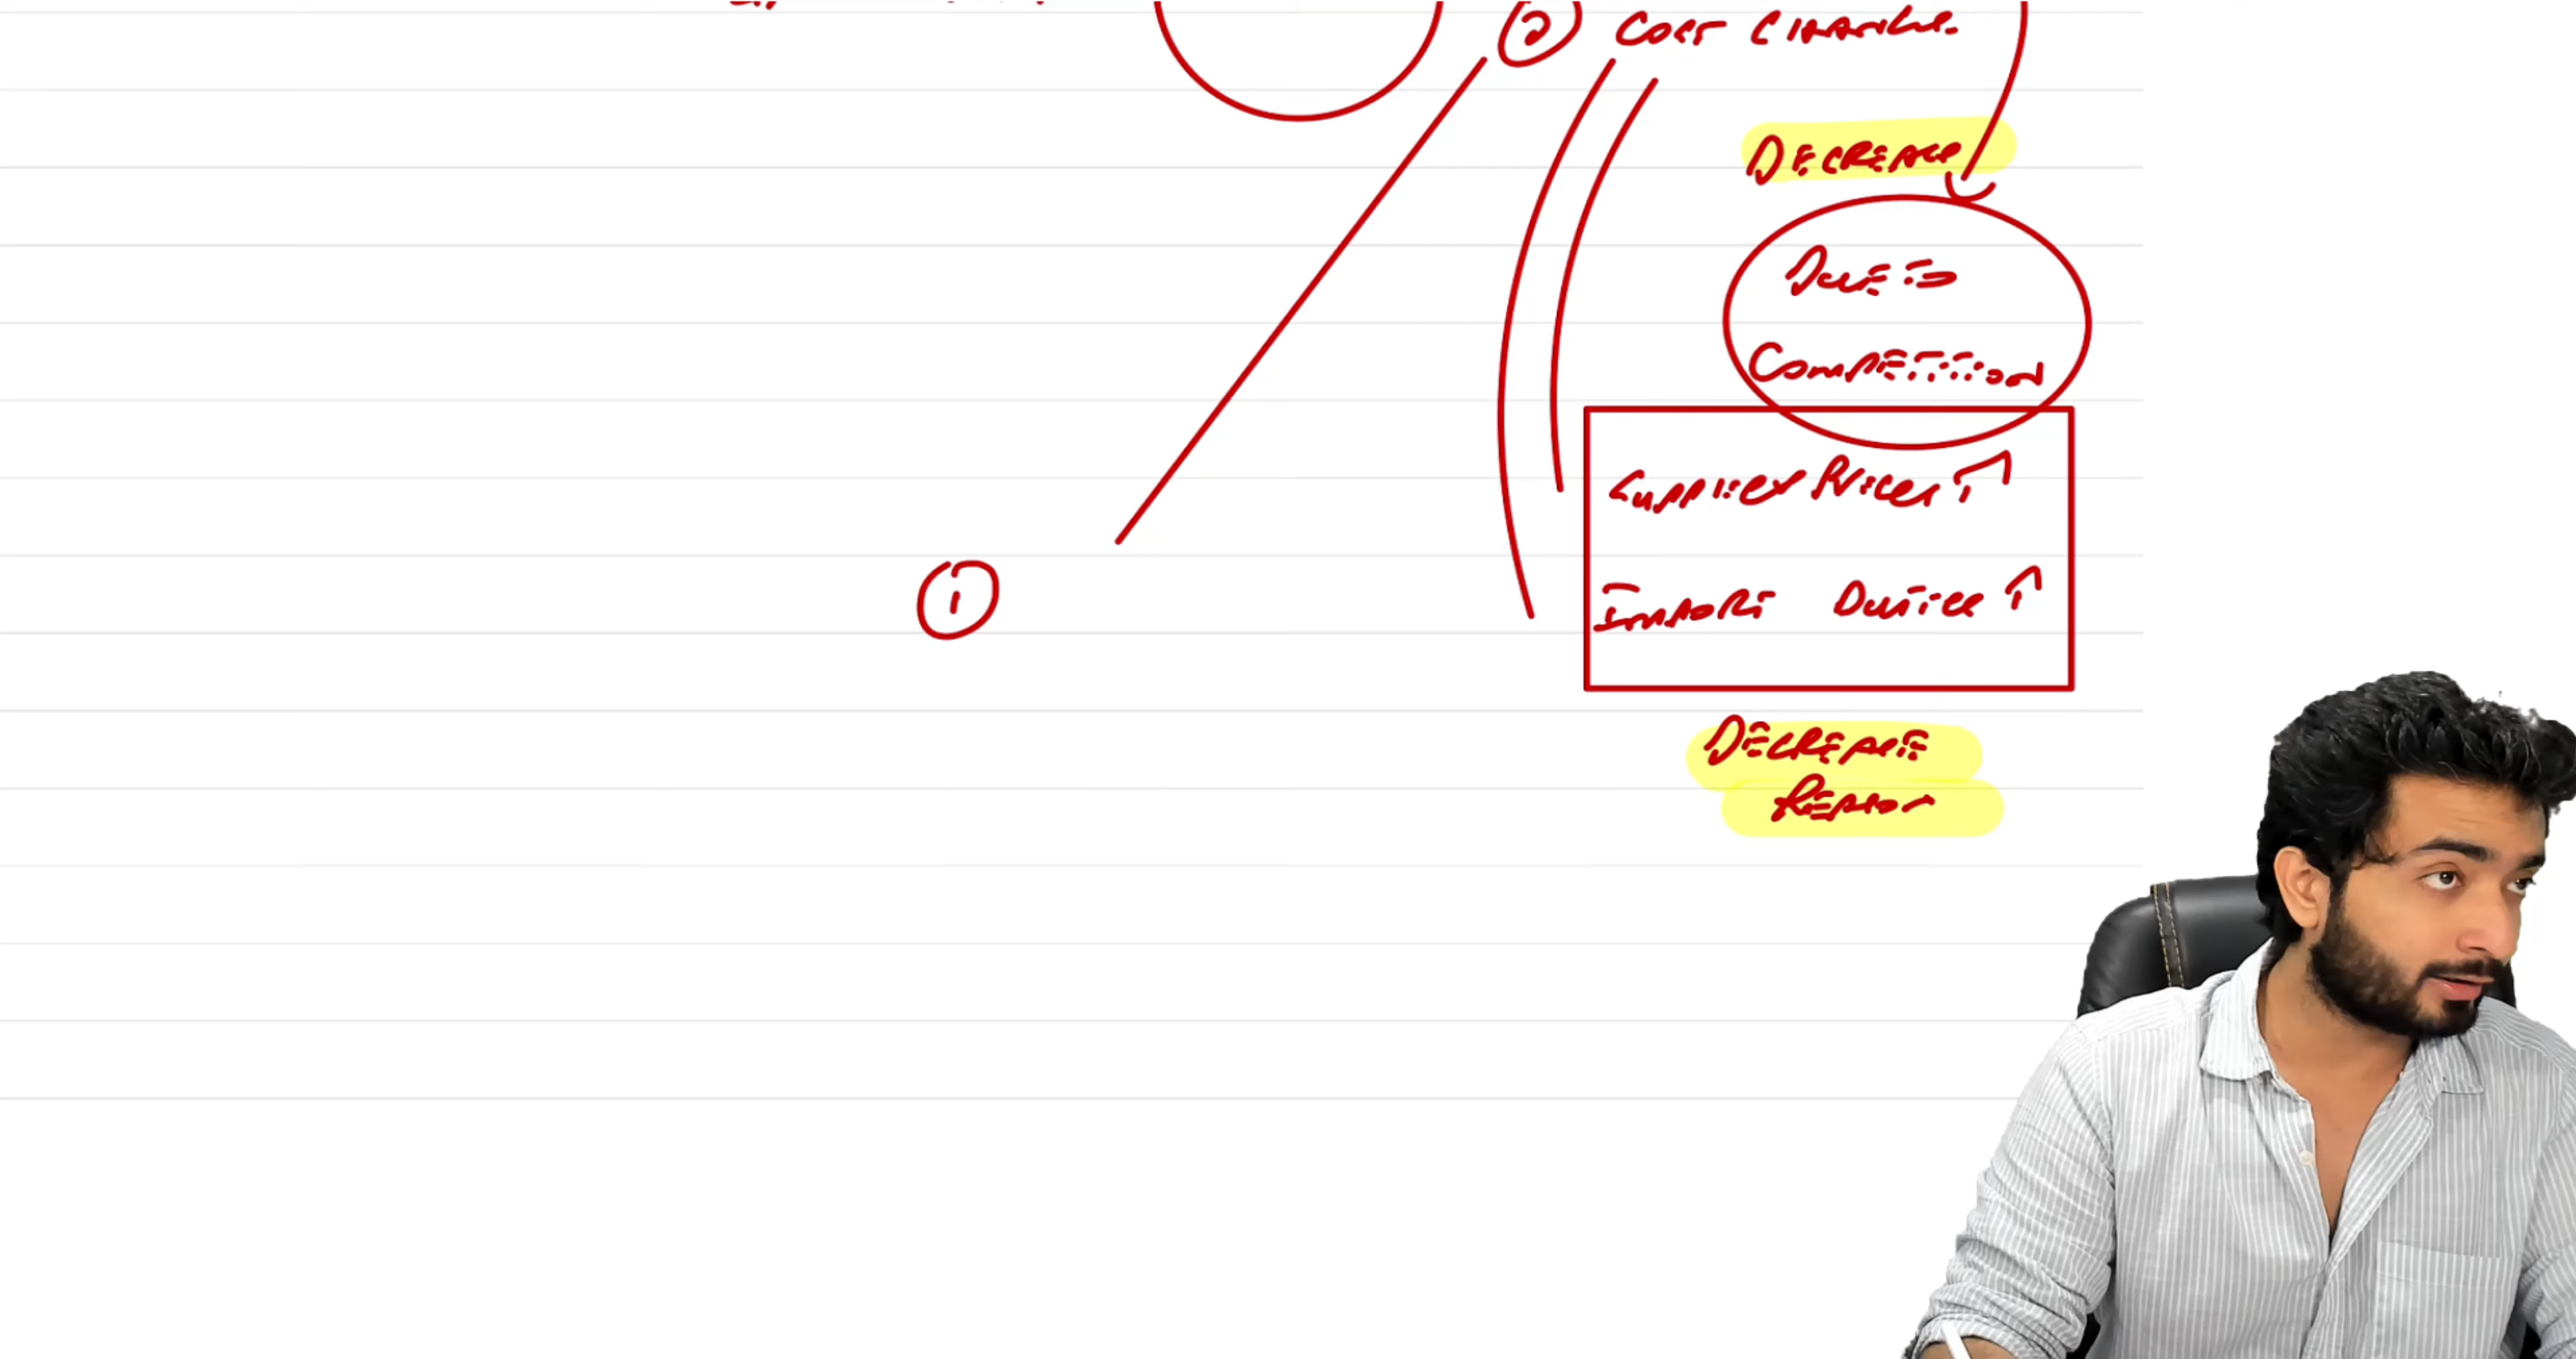 ② COST CHANGE
DECREASE
DUE TO
COMPETITION
SUPPLIER PRICES ↑
① IMPORT DUTIES ↑
DECREASE
REASON